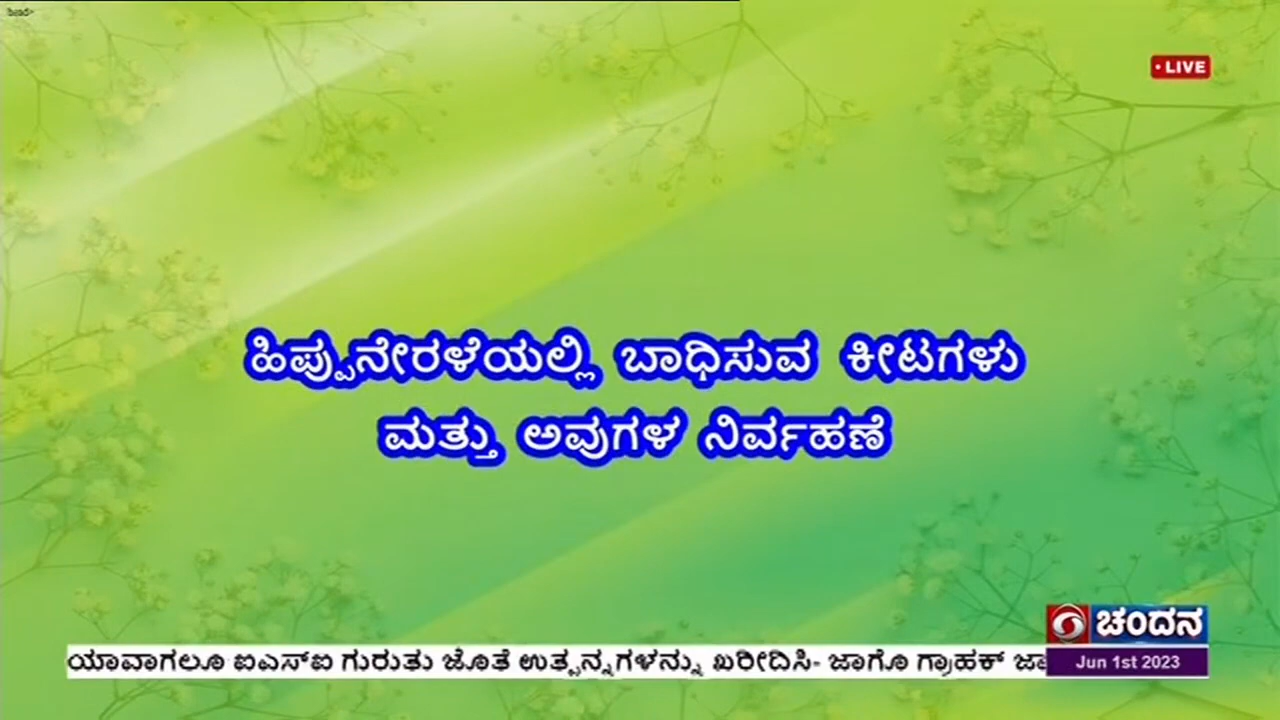 LIVE
ಹಿಪ್ಪುನೇರಳೆಯಲ್ಲಿ ಬಾಧಿಸುವ ಕೀಟಗಳು
ಮತ್ತು ಅವುಗಳ ನಿರ್ವಹಣೆ
ಚಂದನ
ಯಾವಾಗಲೂ ಐಎಸ್ಐ ಗುರುತು ಜೊತೆ ಉತ್ಪನ್ನಗಳನ್ನು ಖರೀದಿಸಿ- ಜಾಗೊ ಗ್ರಾಹಕ್
Jun 1st 2023